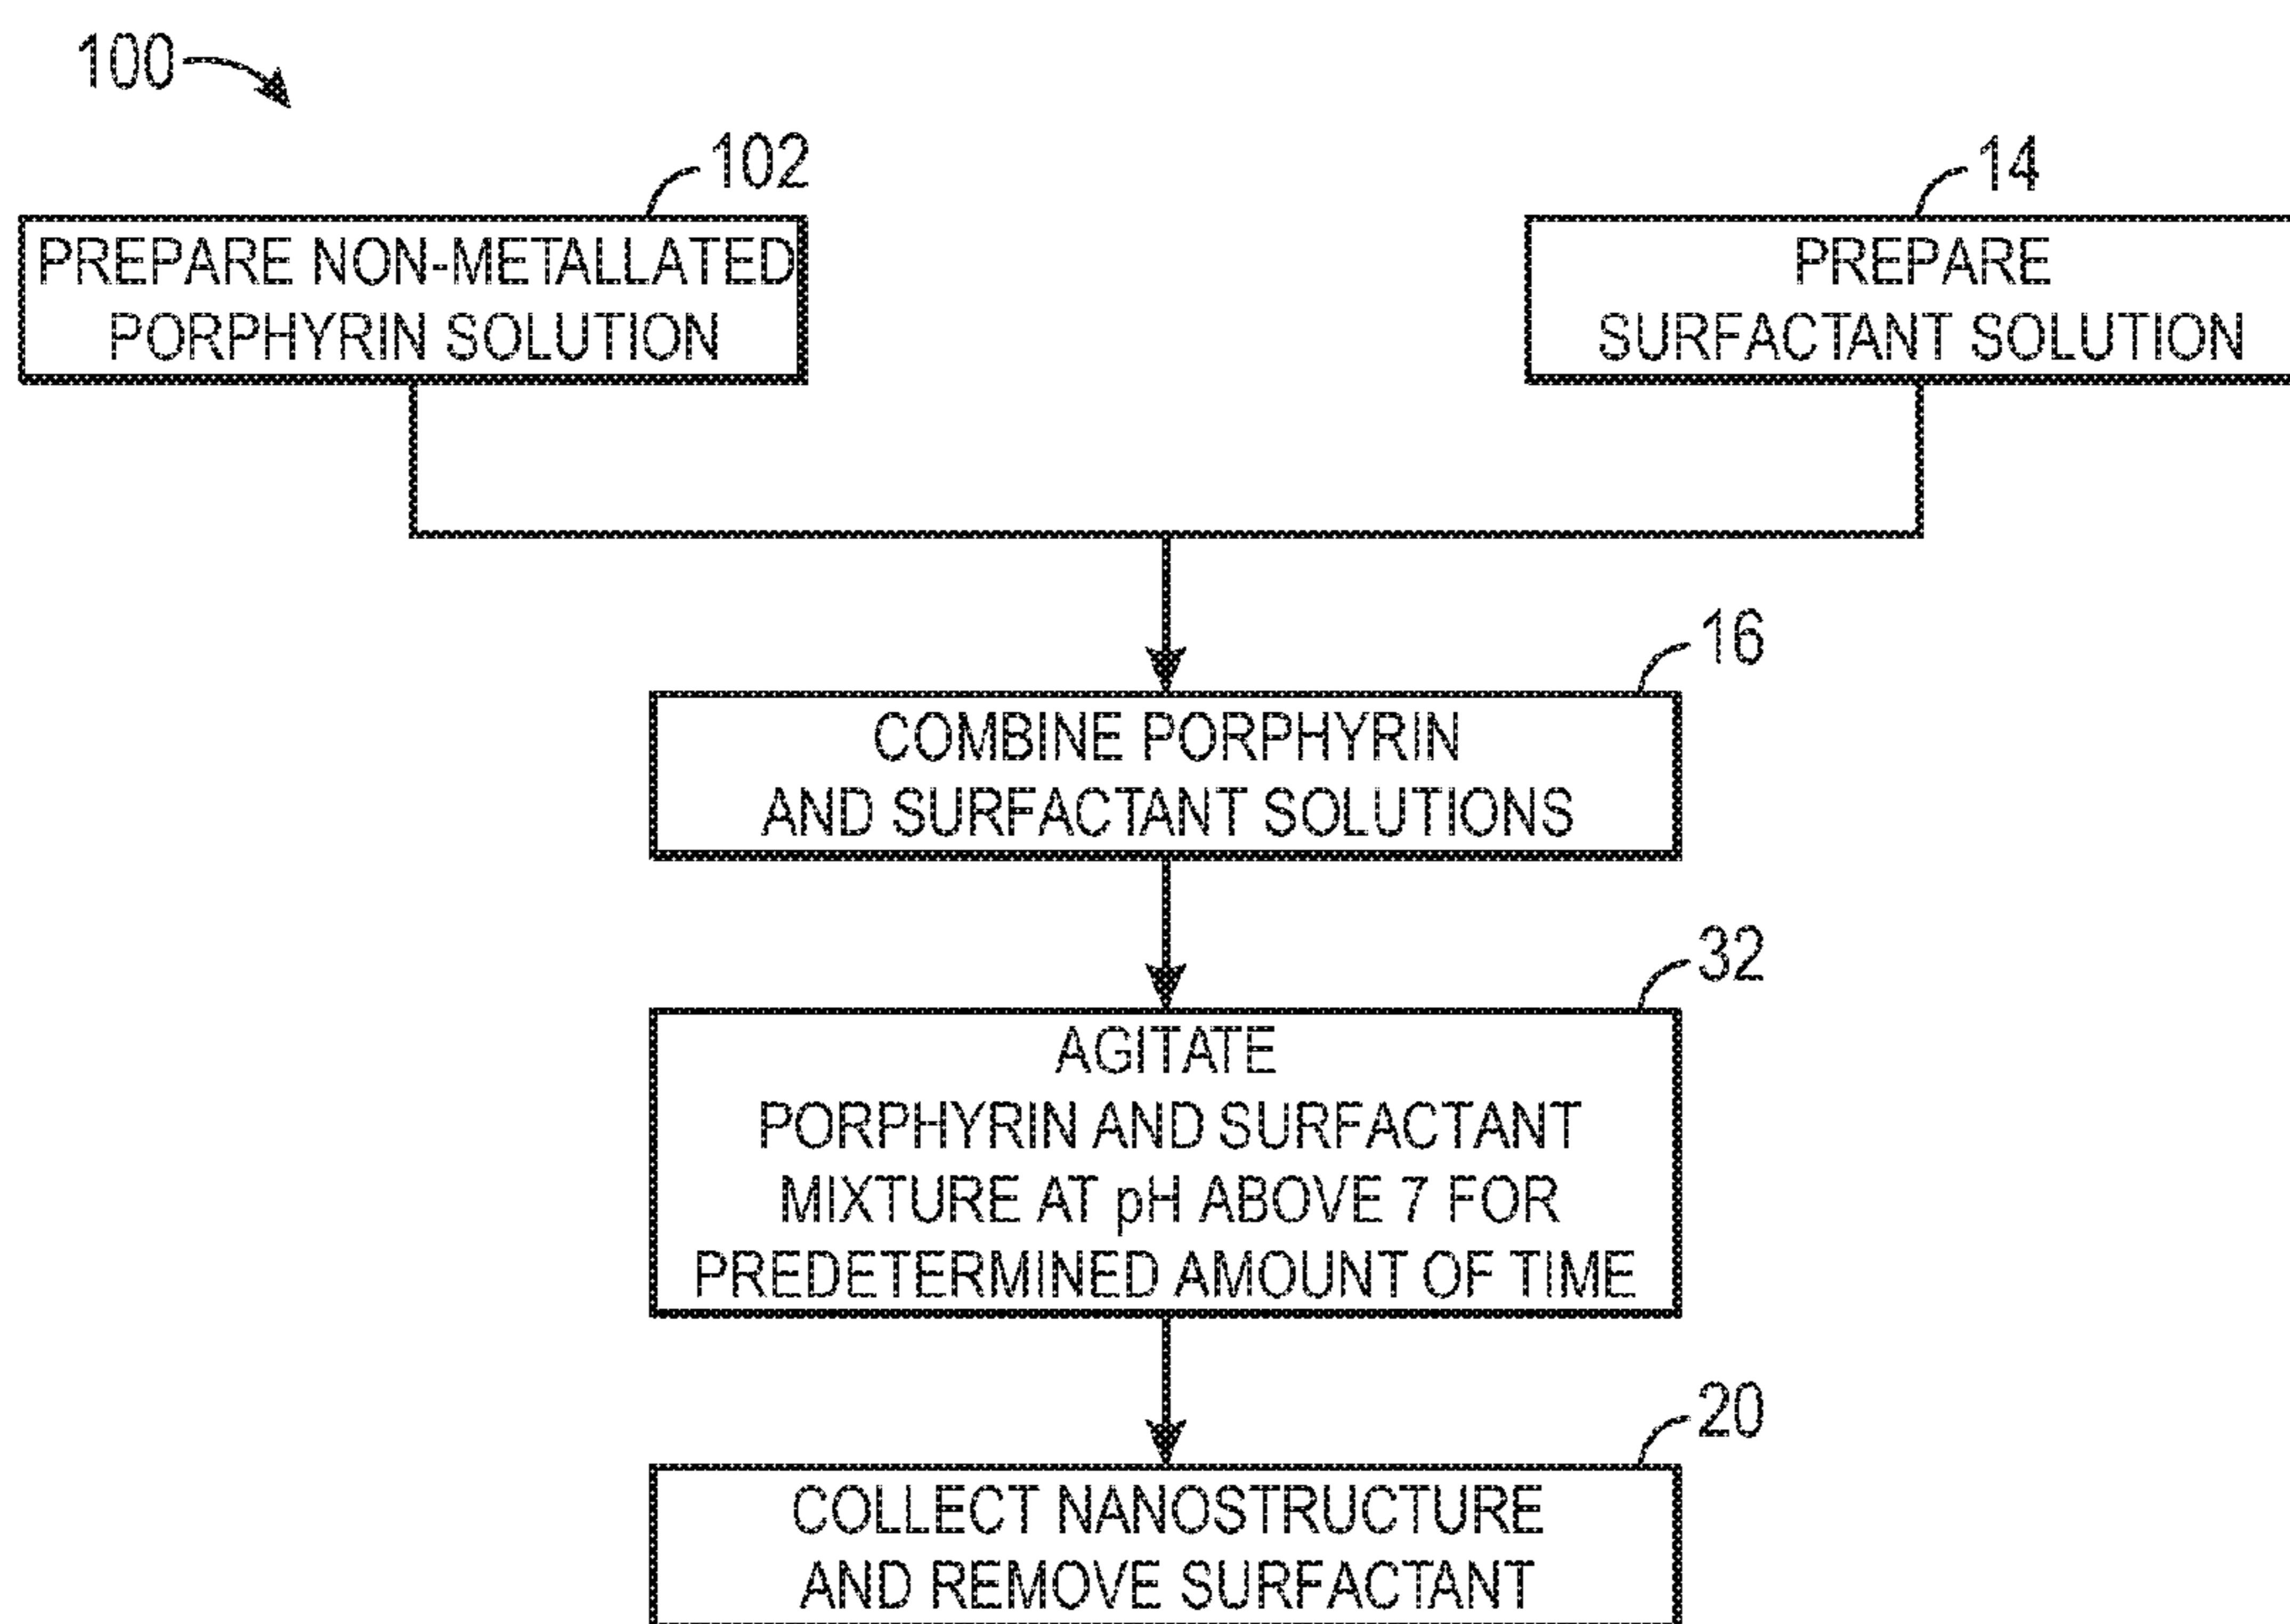 100
102
PREPARE NON-METALLATED
PORPHYRIN SOLUTION
14
PREPARE
SURFACTANT SOLUTION
16
COMBINE PORPHYRIN
AND SURFACTANT SOLUTIONS
32
AGITATE
PORPHYRIN AND SURFACTANT
MIXTURE AT pH ABOVE 7 FOR
PREDETERMINED AMOUNT OF TIME
20
COLLECT NANOSTRUCTURE
AND REMOVE SURFACTANT